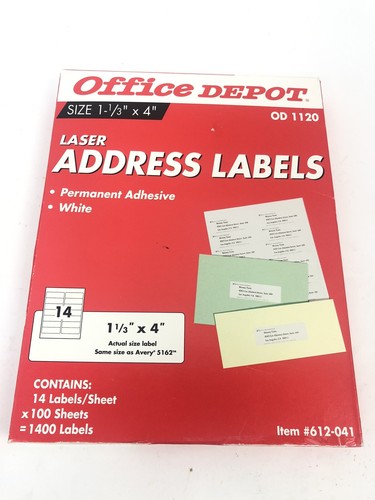 Office DEPOT®
SIZE 1-1/3" x 4"
OD 1120
LASER
ADDRESS LABELS
• Permanent Adhesive
• White
14
1 1/3" x 4"
Actual size label
Same size as Avery® 5162™
CONTAINS:
14 Labels/Sheet
x 100 Sheets
= 1400 Labels
Item #612-041